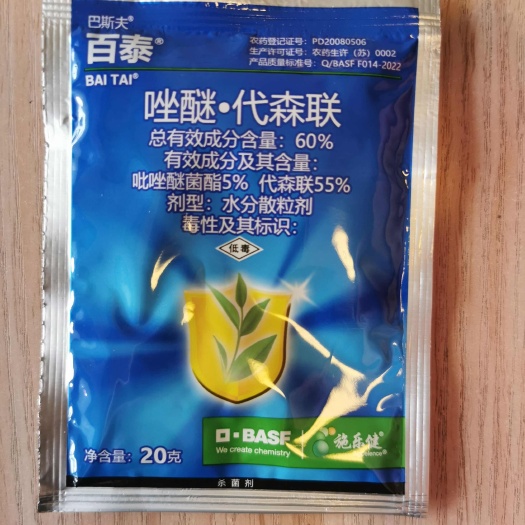 巴斯夫®
百泰®
BAI TAI®
农药登记证号：PD20080506
生产许可证号：农药生许（苏）0002
产品质量标准号：Q/BASF F014-2022
唑醚•代森联
总有效成分含量：60%
有效成分及其含量：
吡唑醚菌酯5% 代森联55%
剂型：水分散粒剂
毒性及其标识：
低毒
BASF
We create chemistry
施乐健®
净含量：20克
杀菌剂